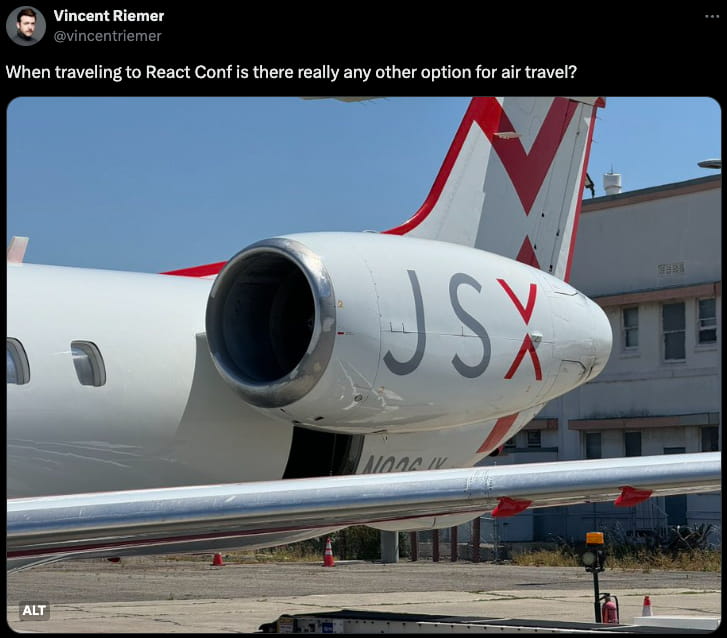 Vincent Riemer
@vincentriemer
When traveling to React Conf is there really any other option for air travel?
JSX
ALT